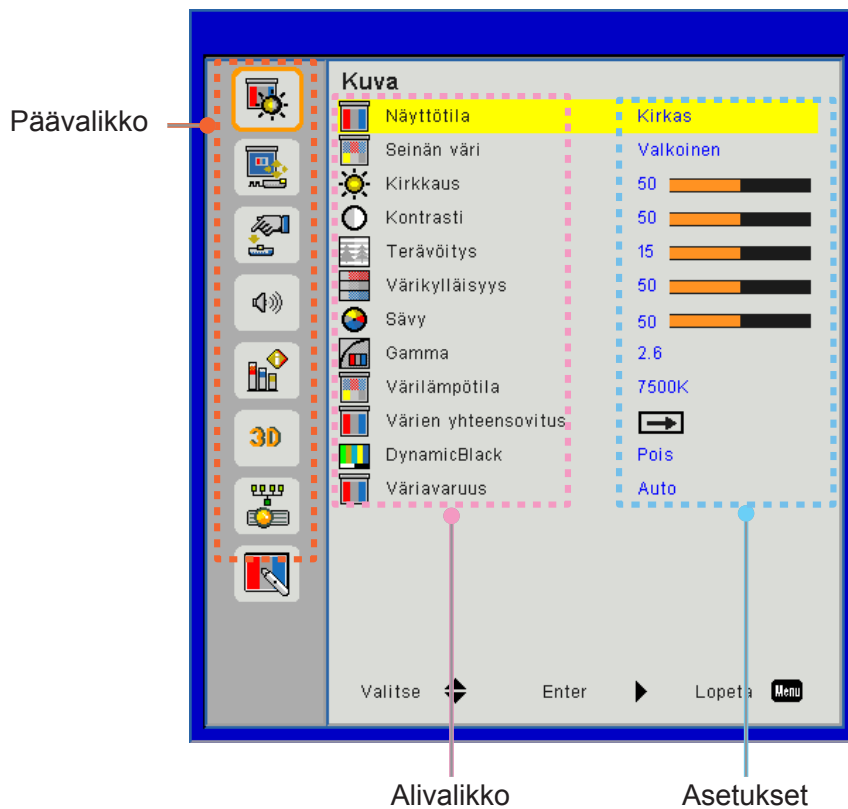 Kuva
Päävalikko
Näyttötila Kirkas
Seinän väri Valkoinen
Kirkkaus 50
Kontrasti 50
Terävöitys 15
Värikylläisyys 50
Sävy 50
Gamma 2.6
Värilämpötila 7500K
Värien yhteensovitus
DynamicBlack Pois
Väriavaruus Auto
3D
Valitse Enter Lopeta Menu
Alivalikko Asetukset